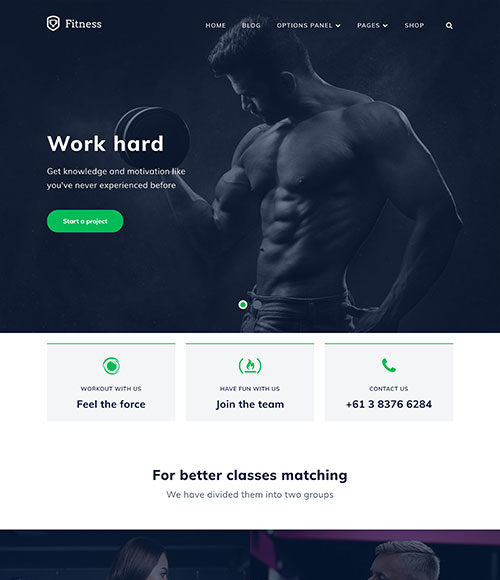 Fitness
HOME BLOG OPTIONS PANEL PAGES SHOP
Work hard
Get knowledge and motivation like
you've never experienced before
Start a project
WORKOUT WITH US
Feel the force
HAVE FUN WITH US
Join the team
CONTACT US
+61 3 8376 6284
For better classes matching
We have divided them into two groups